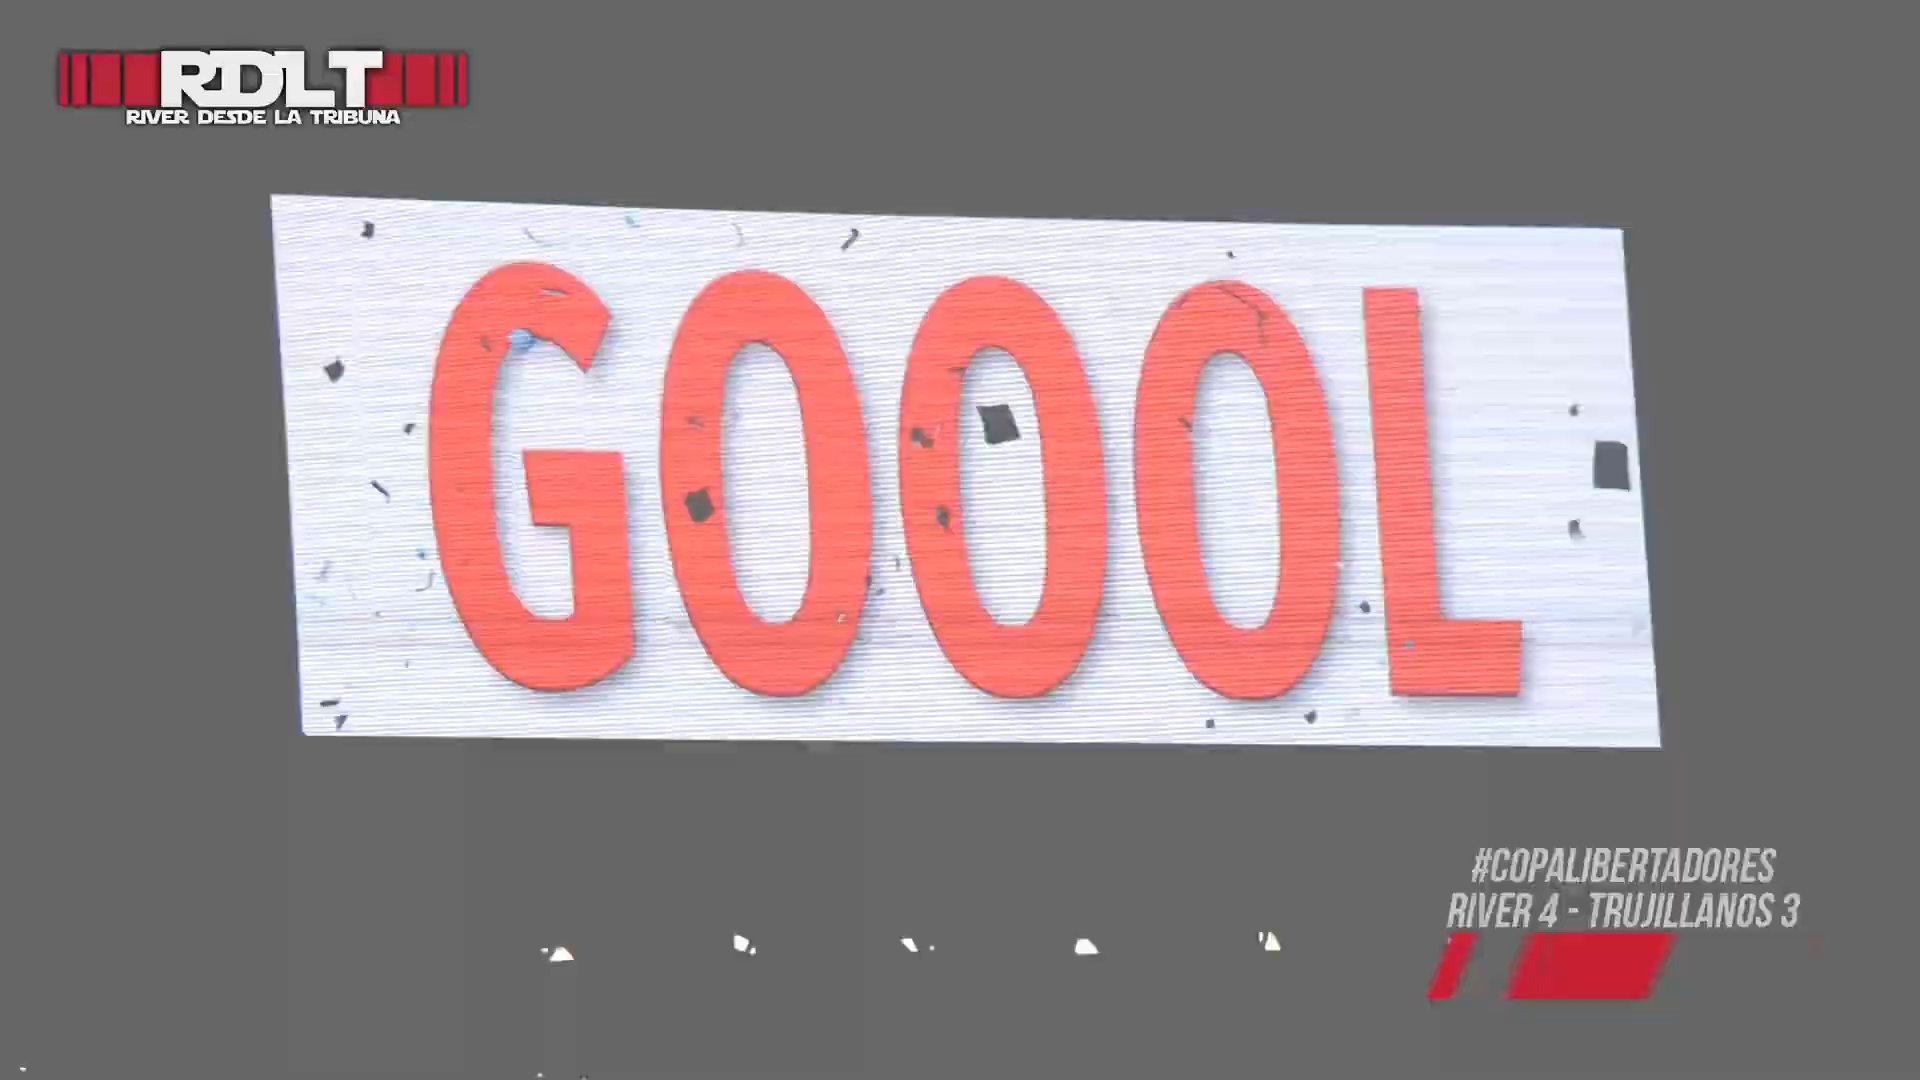 RDLT
RIVER DESDE LA TRIBUNA
GOOOL
#COPALIBERTADORES
RIVER 4 - TRUJILLANOS 3